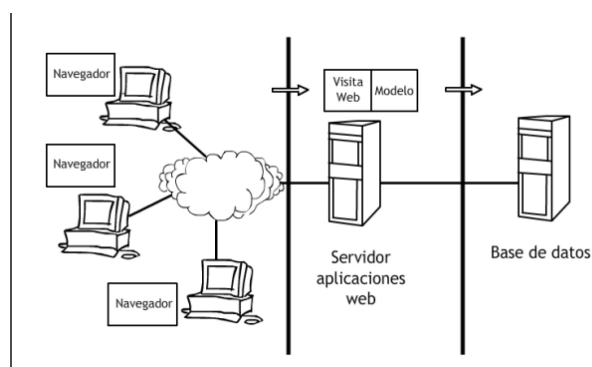 Navegador
Navegador
Navegador
Visita
Web
Modelo
Servidor
aplicaciones
web
Base de datos